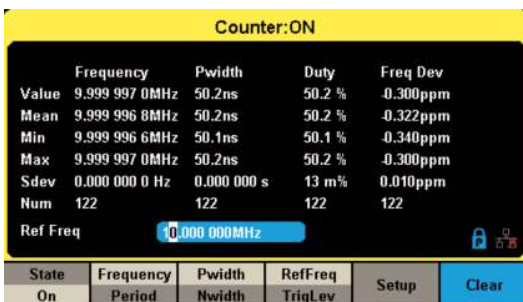 Counter:ON
Frequency Pwidth Duty Freq Dev
Value 9.999 997 0MHz 50.2ns 50.2 % -0.300ppm
Mean 9.999 996 8MHz 50.2ns 50.2 % -0.322ppm
Min 9.999 996 6MHz 50.1ns 50.1 % -0.340ppm
Max 9.999 997 0MHz 50.2ns 50.2 % -0.300ppm
Sdev 0.000 000 0 Hz 0.000 000 s 13 m% 0.010ppm
Num 122 122 122 122
Ref Freq 10.000 000MHz
State Frequency Pwidth RefFreq Setup Clear
On Period Nwidth TrigLev